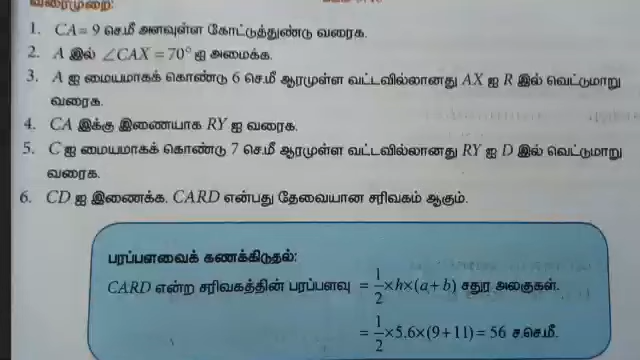 வரைமுறை:
1. CA = 9 செ.மீ அளவுள்ள கோட்டுத்துண்டு வரைக.
2. A இல் ∠CAX = 70° ஐ அமைக்க.
3. A ஐ மையமாகக் கொண்டு 6 செ.மீ ஆரமுள்ள வட்டவில்லானது AX ஐ R இல் வெட்டுமாறு
வரைக.
4. CA இக்கு இணையாக RY ஐ வரைக.
5. C ஐ மையமாகக் கொண்டு 7 செ.மீ ஆரமுள்ள வட்டவில்லானது RY ஐ D இல் வெட்டுமாறு
வரைக.
6. CD ஐ இணைக்க. CARD என்பது தேவையான சரிவகம் ஆகும்.
பரப்பளவைக் கணக்கிடுதல்:
CARD என்ற சரிவகத்தின் பரப்பளவு = 1/2 × h × (a + b) சதுர அலகுகள்.
= 1/2 × 5.6 × (9 + 11) = 56 ச.செ.மீ.